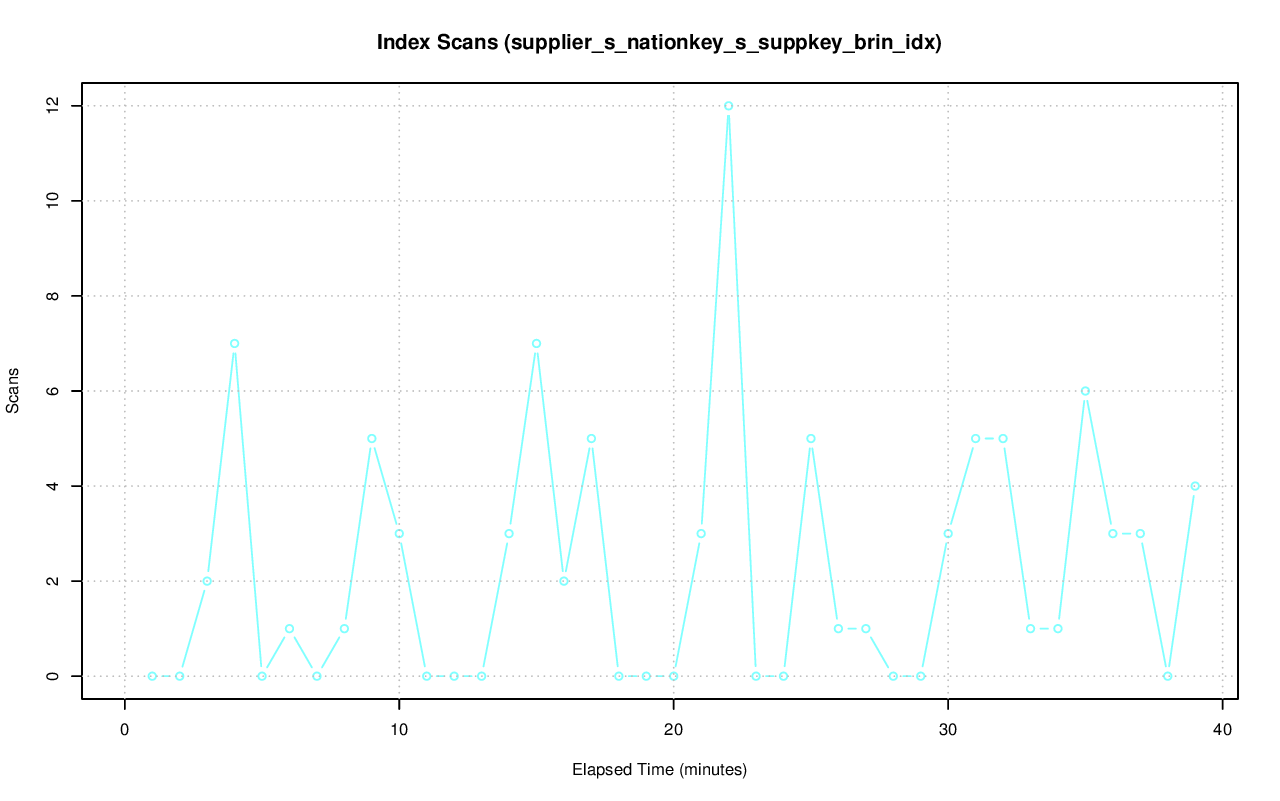 Index Scans (supplier_s_nationkey_s_suppkey_brin_idx)
12
10
8
6
4
2
0
Scans
0 10 20 30 40
Elapsed Time (minutes)